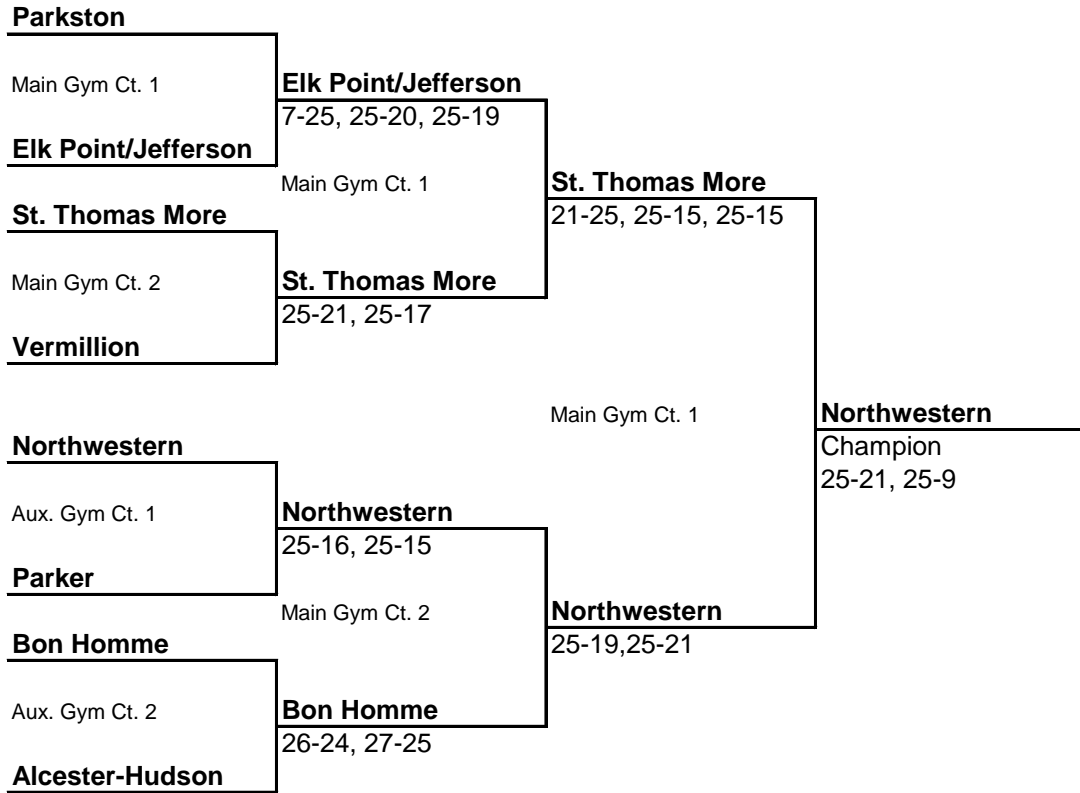 Parkston
Main Gym Ct. 1
Elk Point/Jefferson
7-25, 25-20, 25-19
Elk Point/Jefferson
Main Gym Ct. 1
St. Thomas More
21-25, 25-15, 25-15
St. Thomas More
Main Gym Ct. 2
St. Thomas More
25-21, 25-17
Vermillion
Main Gym Ct. 1
Northwestern
Champion
25-21, 25-9
Northwestern
Aux. Gym Ct. 1
Northwestern
25-16, 25-15
Parker
Main Gym Ct. 2
Northwestern
25-19,25-21
Bon Homme
Aux. Gym Ct. 2
Bon Homme
26-24, 27-25
Alcester-Hudson